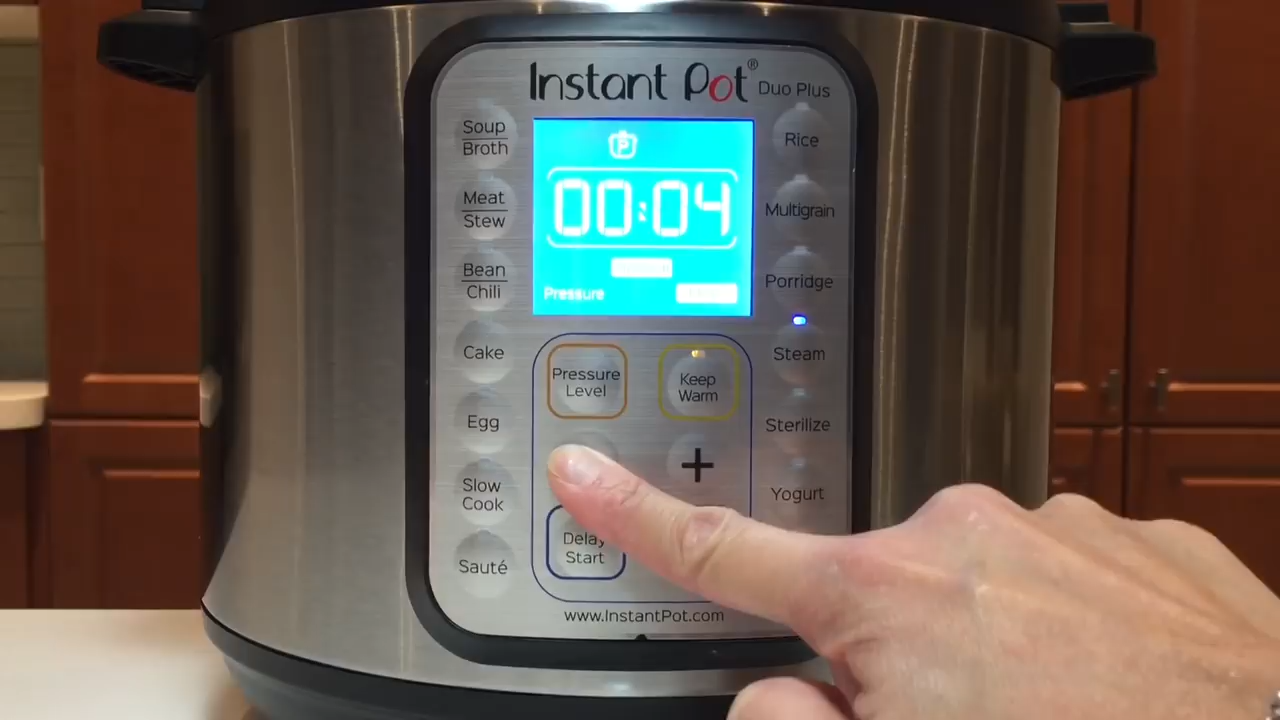 Instant Pot® Duo Plus
Soup
Broth
Meat
Stew
Bean
Chili
Cake
Egg
Slow
Cook
Sauté
P
00:04
Pressure
Rice
Multigrain
Porridge
Steam
Sterilize
Yogurt
Pressure
Level
Keep
Warm
+
Delay
Start
www.InstantPot.com